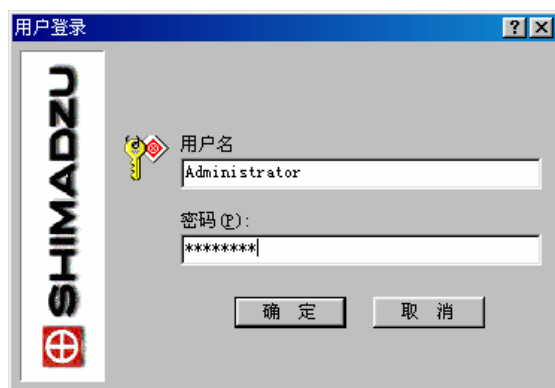 用户登录
SHIMADZU
用户名
Administrator
密码(P):
********
确 定
取 消